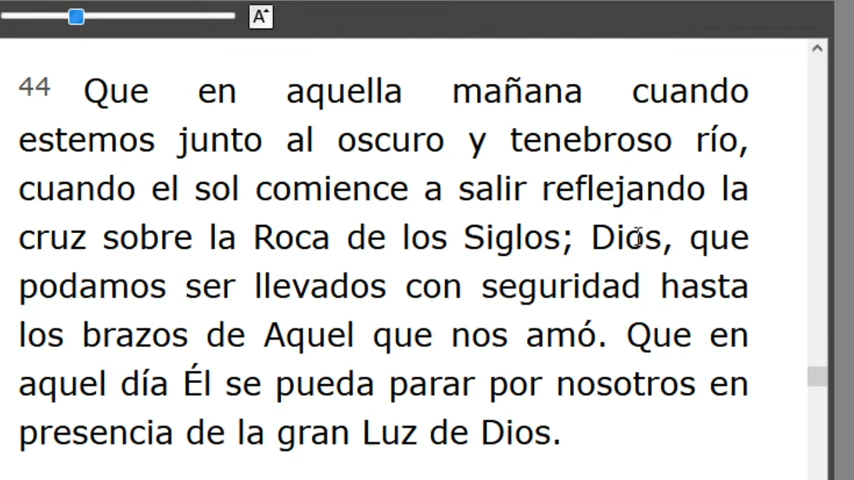 A
44 Que en aquella mañana cuando
estemos junto al oscuro y tenebroso río,
cuando el sol comience a salir reflejando la
cruz sobre la Roca de los Siglos; Dios, que
podamos ser llevados con seguridad hasta
los brazos de Aquel que nos amó. Que en
aquel día Él se pueda parar por nosotros en
presencia de la gran Luz de Dios.